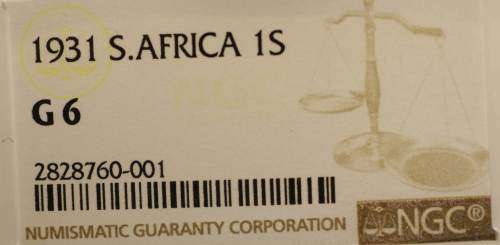 1931 S.AFRICA 1S
G 6
2828760-001
NUMISMATIC GUARANTY CORPORATION
NGC®